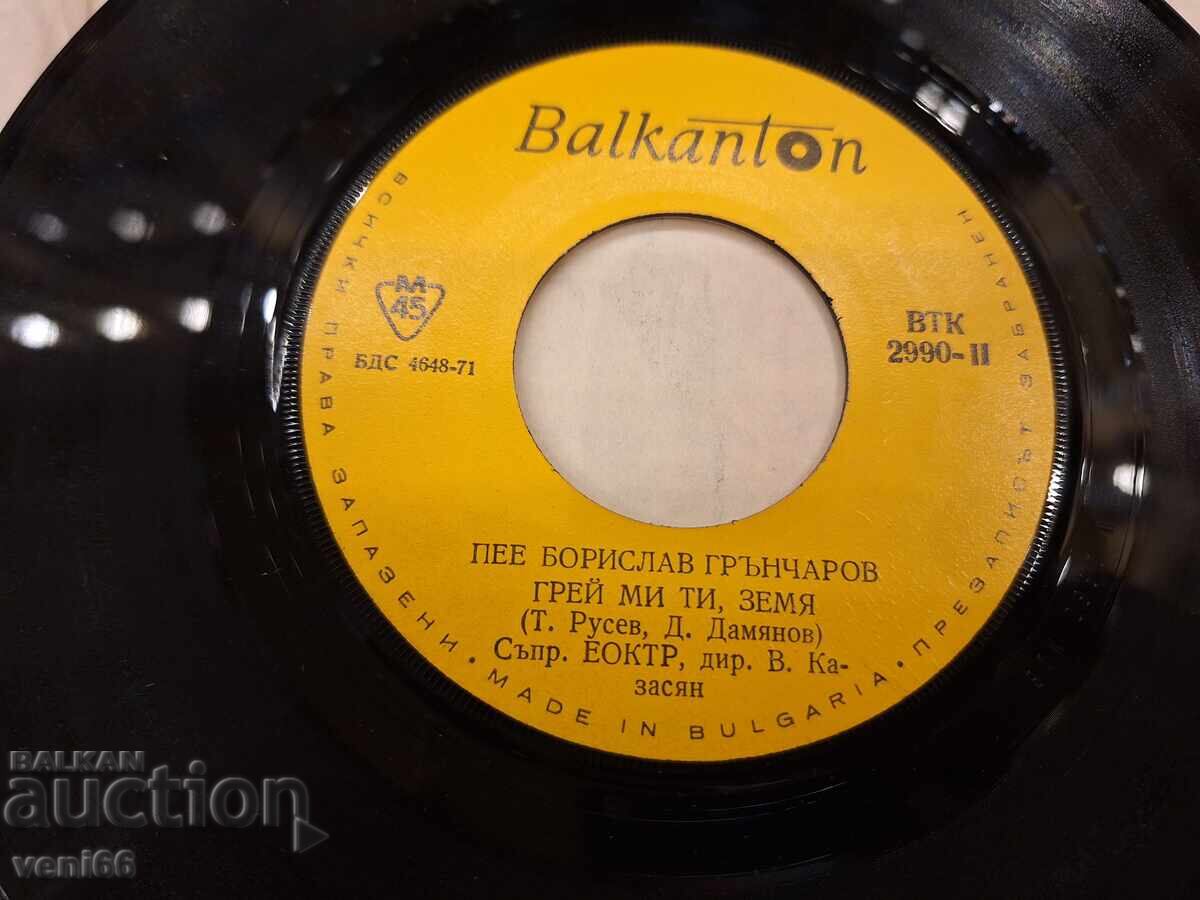 Balkanton
ВСИЧКИ ПРАВА ЗАПАЗЕНИ • MADE IN BULGARIA • ПРЕЗАПИСЪТ ЗАБРАНЕН
М
45
БДС 4648-71
ВТК
2990-II
ПЕЕ БОРИСЛАВ ГРЪНЧАРОВ
ГРЕЙ МИ ТИ, ЗЕМЯ
(Т. Русев, Д. Дамянов)
Съпр. ЕОКТР, дир. В. Ка-
засян
BALKAN
auction
veni66